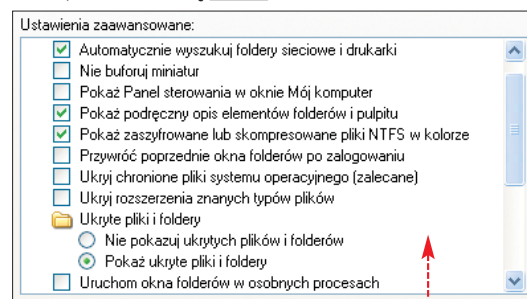 Ustawienia zaawansowane:
Automatycznie wyszukuj foldery sieciowe i drukarki
Nie buforuj miniatur
Pokaż Panel sterowania w oknie Mój komputer
Pokaż podręczny opis elementów folderów i pulpitu
Pokaż zaszyfrowane lub skompresowane pliki NTFS w kolorze
Przywróć poprzednie okna folderów po zalogowaniu
Ukryj chronione pliki systemu operacyjnego (zalecane)
Ukryj rozszerzenia znanych typów plików
Ukryte pliki i foldery
Nie pokazuj ukrytych plików i folderów
Pokaż ukryte pliki i foldery
Uruchom okna folderów w osobnych procesach